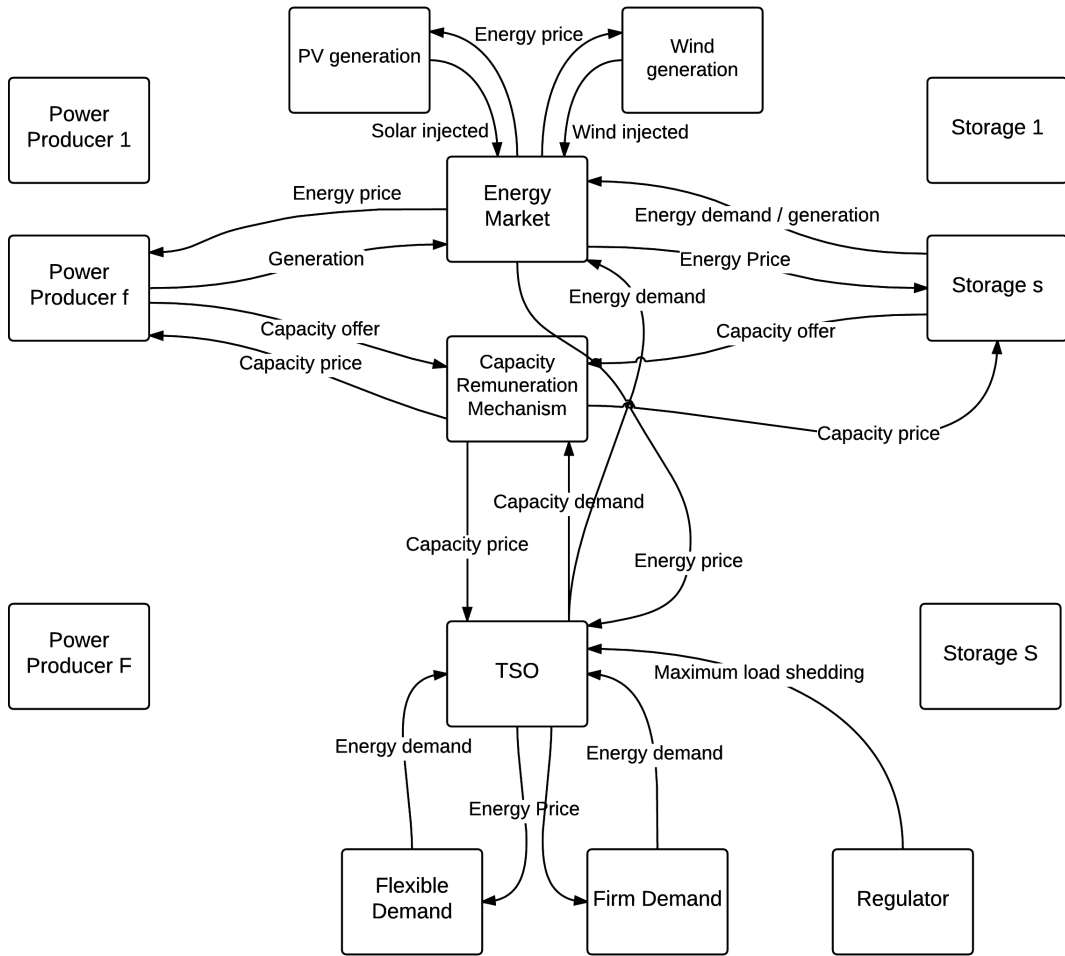 PV generation
Energy price
Wind
generation
Power
Producer 1
Storage 1
Solar injected
Wind injected
Energy
Market
Energy price
Energy demand / generation
Power
Producer f
Generation
Energy Price
Storage s
Energy demand
Capacity offer
Capacity offer
Capacity price
Capacity
Remuneration
Mechanism
Capacity price
Capacity demand
Capacity price
Energy price
Power
Producer F
TSO
Storage S
Maximum load shedding
Energy demand
Energy demand
Energy Price
Flexible
Demand
Firm Demand
Regulator